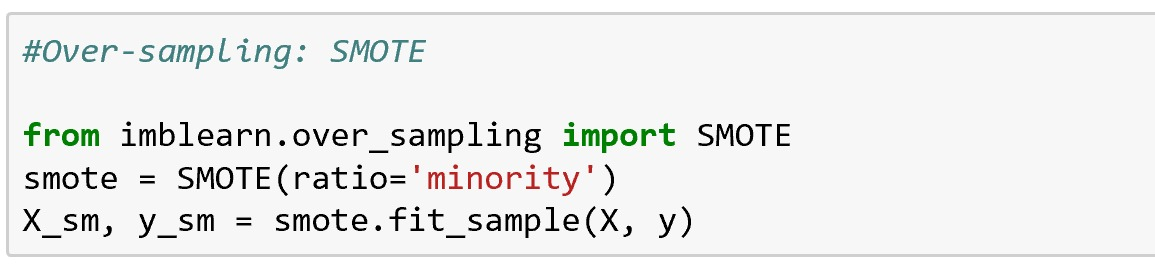 #Over-sampling: SMOTE
from imblearn.over_sampling import SMOTE
smote = SMOTE(ratio='minority')
X_sm, y_sm = smote.fit_sample(X, y)